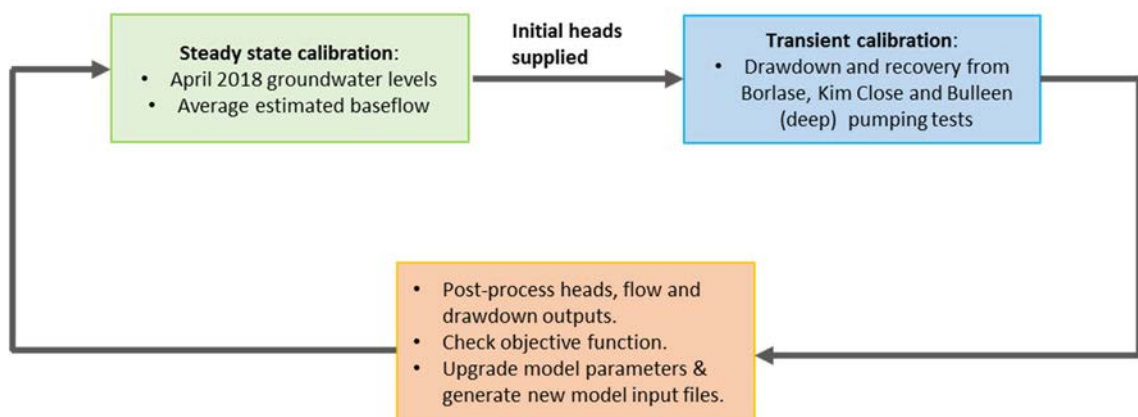 Steady state calibration:
• April 2018 groundwater levels
• Average estimated baseflow
Initial heads
supplied
Transient calibration:
• Drawdown and recovery from
Borlase, Kim Close and Bulleen
(deep) pumping tests
• Post-process heads, flow and
drawdown outputs.
• Check objective function.
• Upgrade model parameters &
generate new model input files.